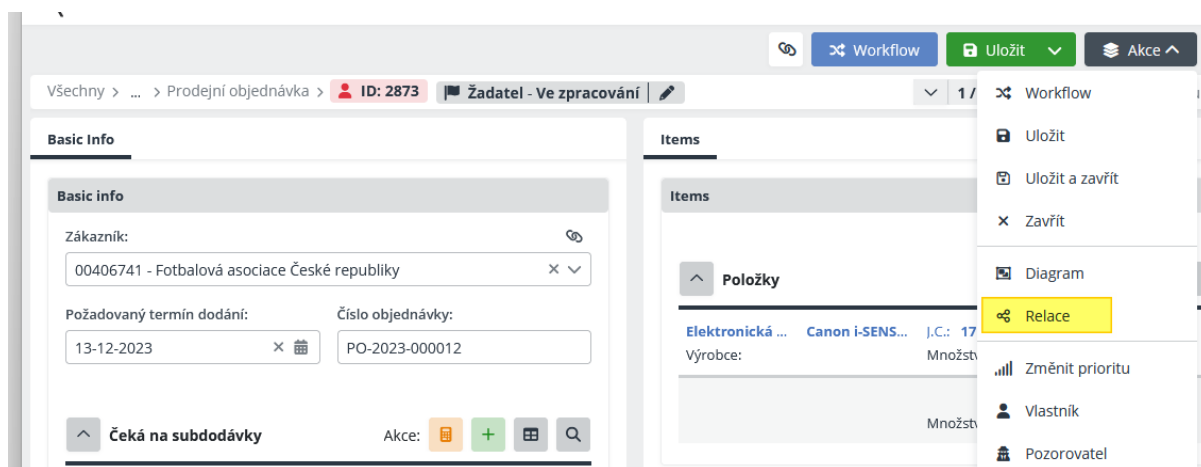 Workflow
Uložit
Akce
Všechny > ... > Prodejní objednávka > ID: 2873 Žadatel - Ve zpracování
1 /
Workflow
Uložit
Uložit a zavřít
Zavřít
Diagram
Relace
Změnit prioritu
Vlastník
Pozorovatel
Basic Info
Basic info
Zákazník:
00406741 - Fotbalová asociace České republiky
Požadovaný termín dodání: Číslo objednávky:
13-12-2023 PO-2023-000012
Čeká na subdodávky Akce:
Items
Items
Položky
Elektronická ... Canon i-SENS... J.C.: 17
Výrobce: Množstv
Množstv